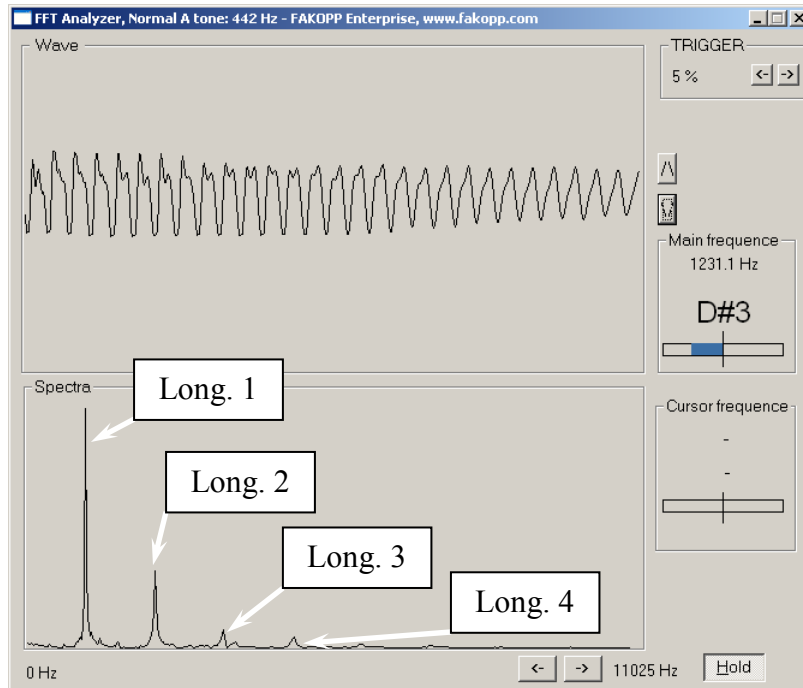 FFT Analyzer, Normal A tone: 442 Hz - FAKOPP Enterprise, www.fakopp.com
Wave
TRIGGER
5 %
<-
->
Main frequence
1231.1 Hz
D#3
Spectra
Long. 1
Long. 2
Long. 3
Long. 4
Cursor frequence
-
-
0 Hz
<-
->
11025 Hz
Hold